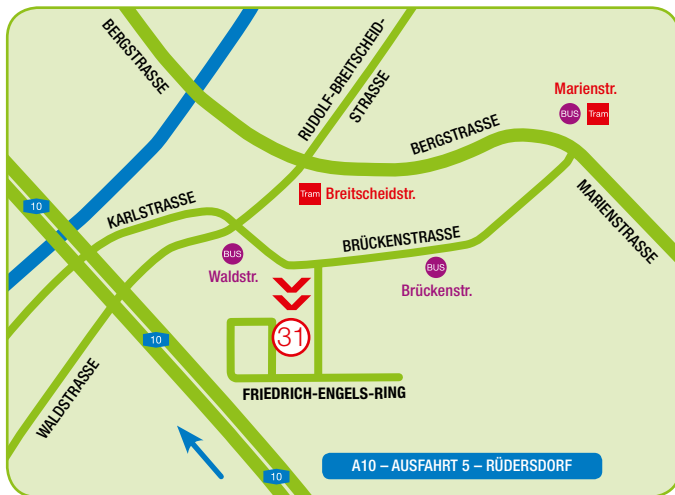 BERGSTRASSE
RUDOLF-BREITSCHEID-
STRASSE
Marienstr.
BUS Tram
BERGSTRASSE
MARIENSTRASSE
10
KARLSTRASSE
Tram Breitscheidstr.
BRÜCKENSTRASSE
BUS
Waldstr.
BUS
Brückenstr.
31
10
WALDSTRASSE
FRIEDRICH-ENGELS-RING
10
A10 – AUSFAHRT 5 – RÜDERSDORF